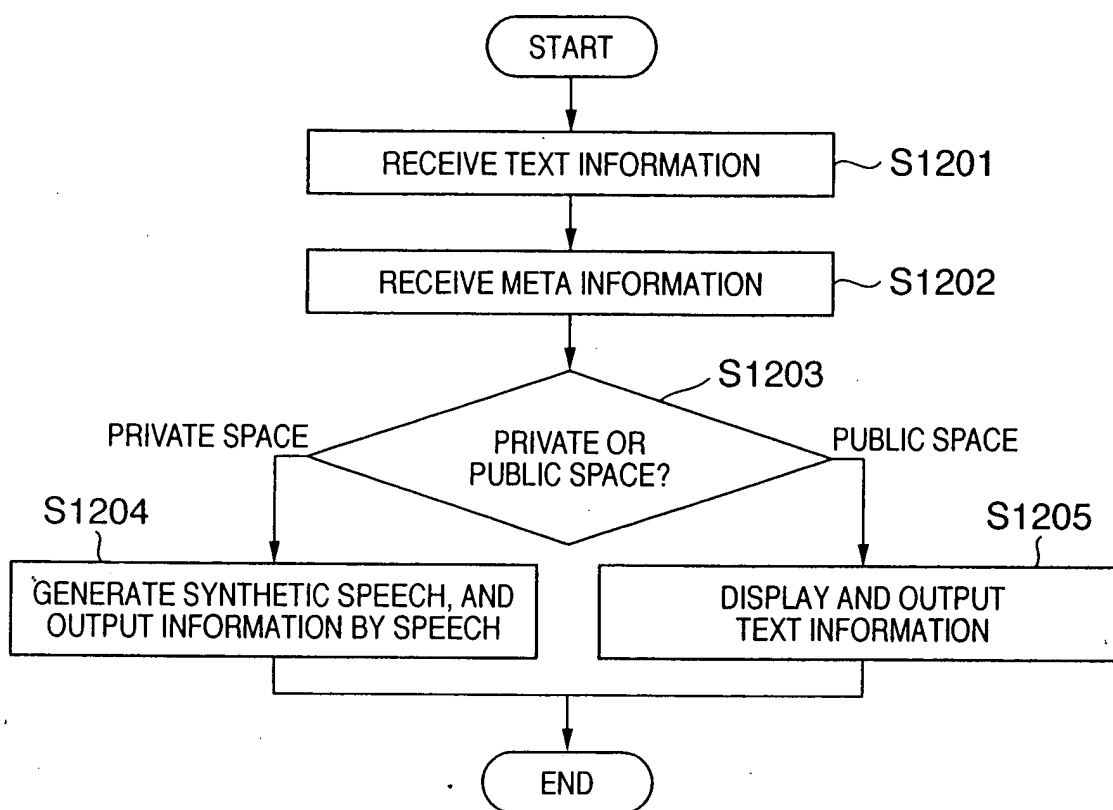 START
RECEIVE TEXT INFORMATION
S1201
RECEIVE META INFORMATION
S1202
S1203
PRIVATE SPACE
PRIVATE OR
PUBLIC SPACE?
PUBLIC SPACE
S1204
GENERATE SYNTHETIC SPEECH, AND
OUTPUT INFORMATION BY SPEECH
S1205
DISPLAY AND OUTPUT
TEXT INFORMATION
END